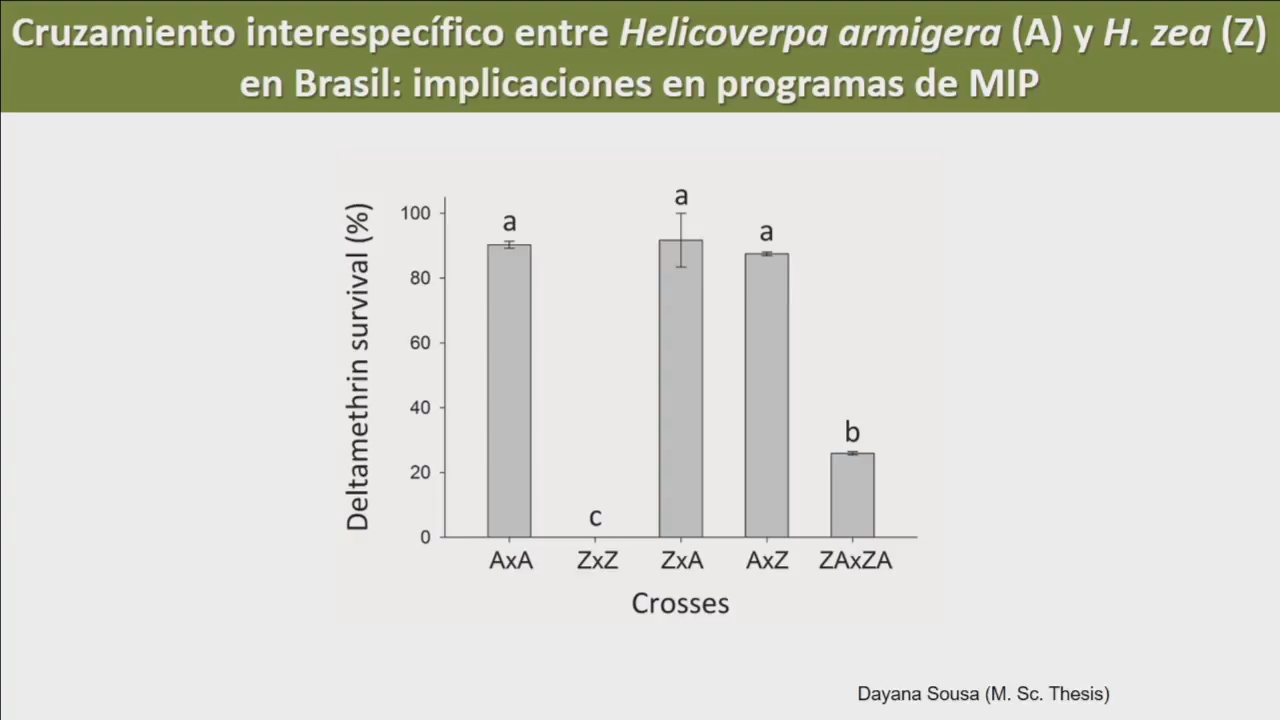 Cruzamiento interespecífico entre Helicoverpa armigera (A) y H. zea (Z)
en Brasil: implicaciones en programas de MIP
Deltamethrin survival (%)
100
80
60
40
20
0
a
c
a
a
b
AxA ZxZ ZxA AxZ ZAxZA
Crosses
Dayana Sousa (M. Sc. Thesis)